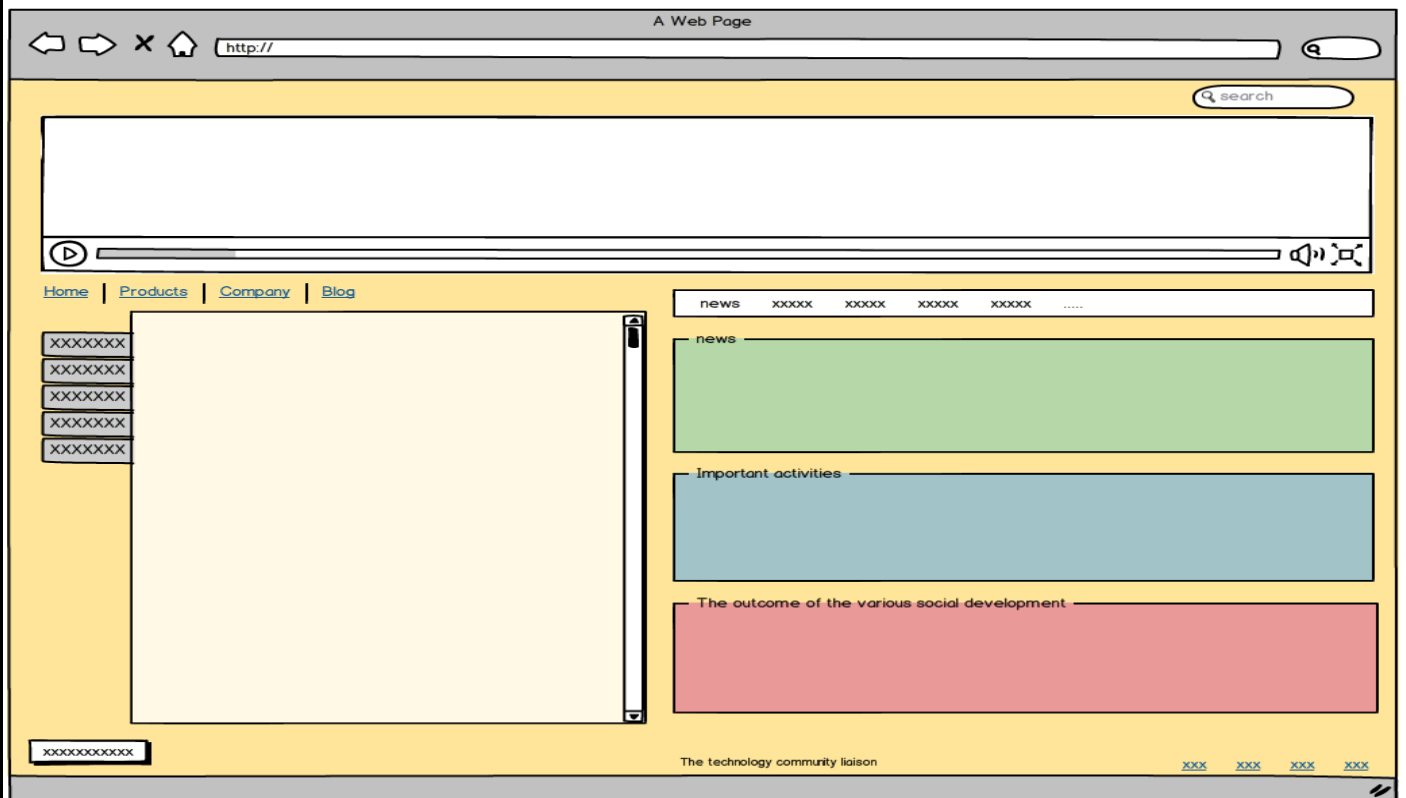 A Web Page
http://
search
Home Products Company Blog
news xxxxx xxxxx xxxxx xxxxx .....
news
XXXXXXX
XXXXXXX
XXXXXXX
XXXXXXX
XXXXXXX
Important activities
The outcome of the various social development
xxxxxxxxxxx
The technology community liaison
xxx xxx xxx xxx